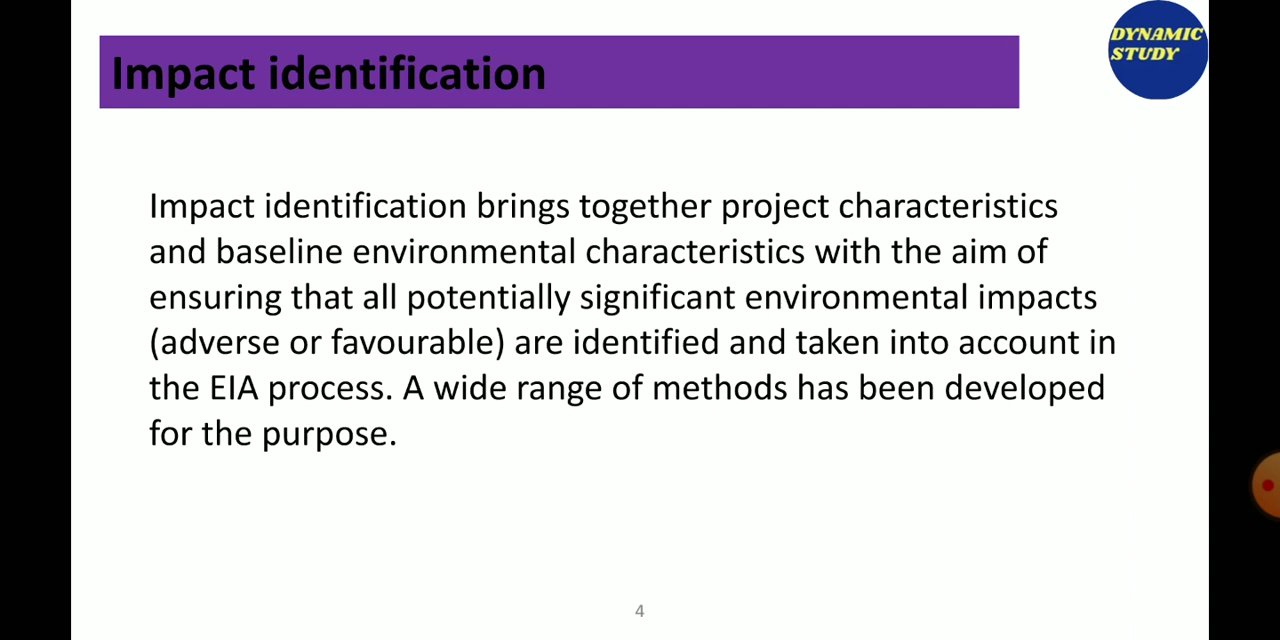 Impact identification
DYNAMIC
STUDY
Impact identification brings together project characteristics
and baseline environmental characteristics with the aim of
ensuring that all potentially significant environmental impacts
(adverse or favourable) are identified and taken into account in
the EIA process. A wide range of methods has been developed
for the purpose.
4